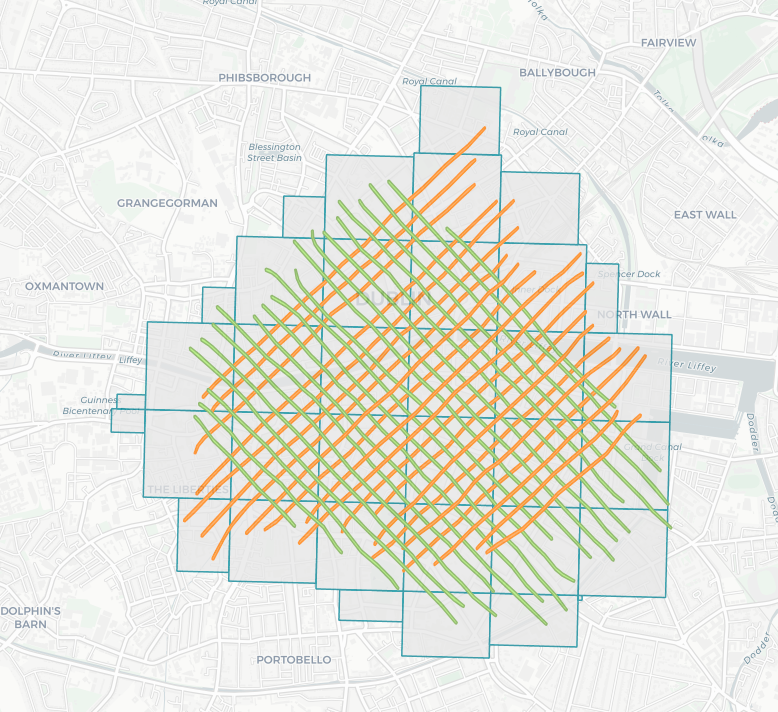 Royal Canal
Tolka
FAIRVIEW
PHIBSBOROUGH
Royal Canal
BALLYBOUGH
Tolka
Tolka
Royal Canal
Blessington
Street Basin
GRANGEGORMAN
EAST WALL
Spencer Dock
OXMANTOWN
DUBLIN
NORTH WALL
River Liffey
Liffey
River Liffey
Guinness
Bicentenary
Dodder
Grand Canal
THE LIBERTIES
DOLPHIN'S
BARN
PORTOBELLO
Dodder